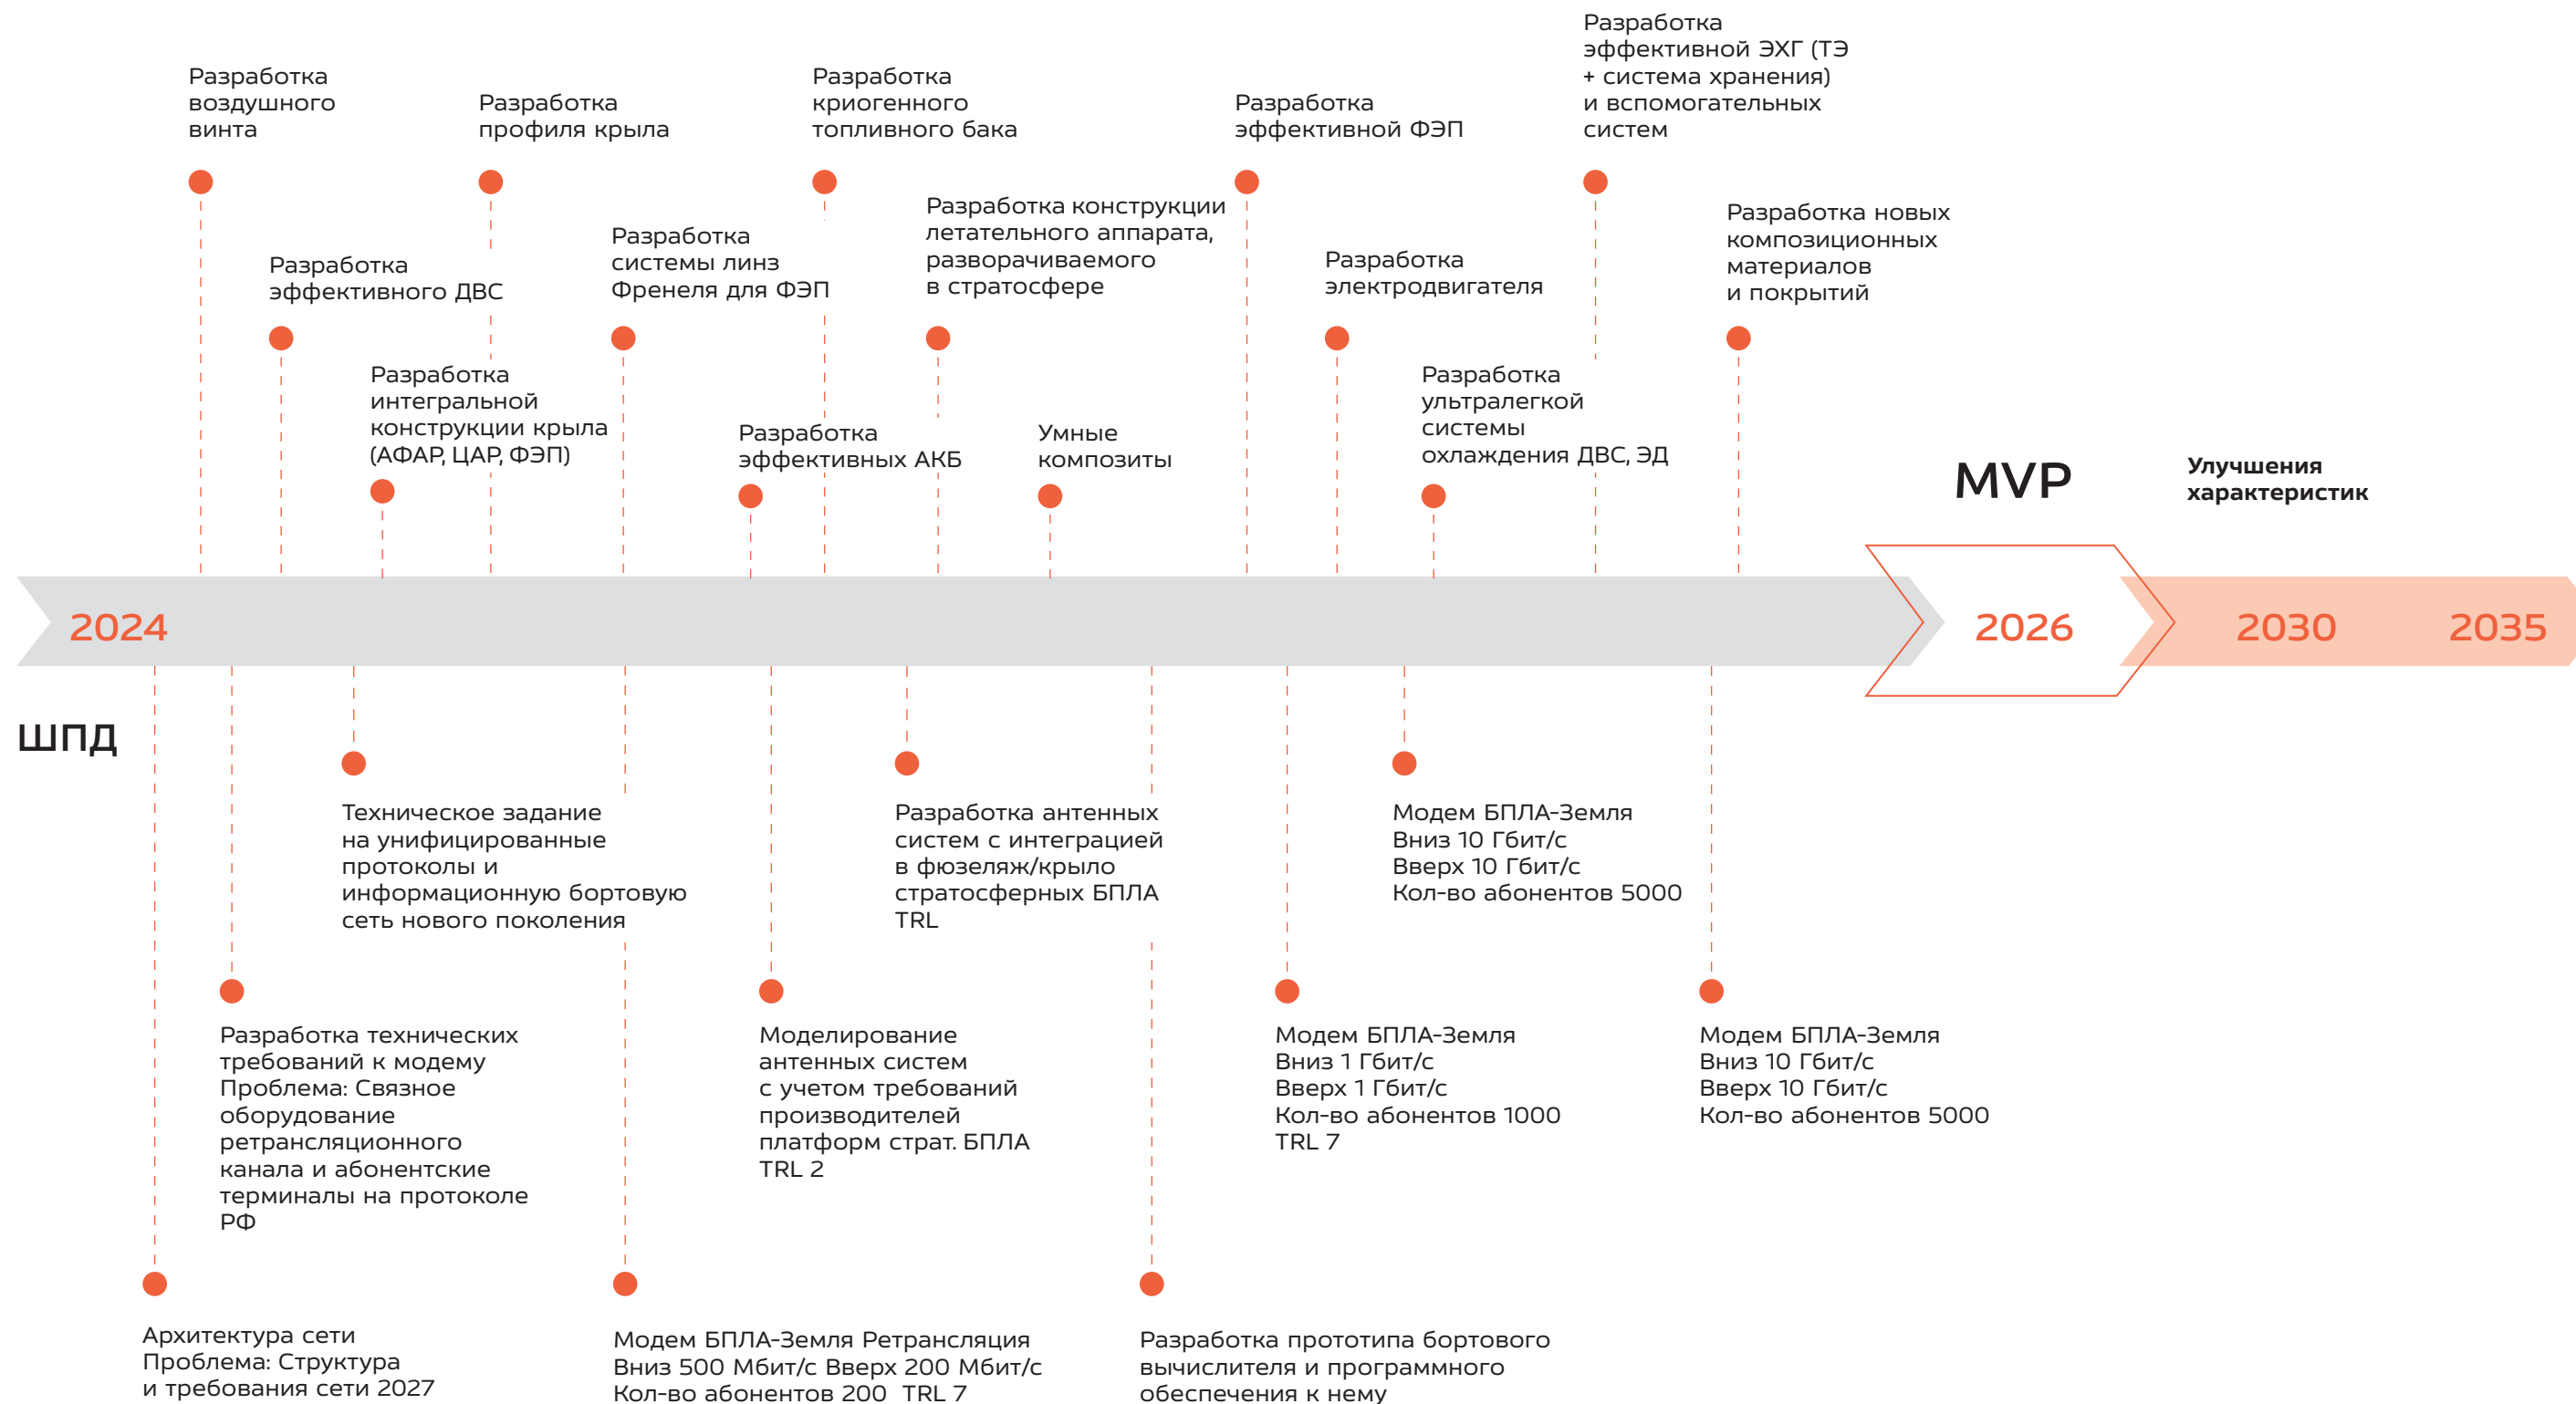 Разработка
воздушного
винта
Разработка
эффективного ДВС
Разработка
интегральной
конструкции крыла
(АФАР, ЦАР, ФЭП)
Разработка
профиля крыла
Разработка
системы линз
Френеля для ФЭП
Разработка
эффективных АКБ
Разработка
криогенного
топливного бака
Разработка конструкции
летательного аппарата,
разворачиваемого
в стратосфере
Умные
композиты
Разработка
эффективной ФЭП
Разработка
электродвигателя
Разработка
ультралегкой
системы
охлаждения ДВС, ЭД
Разработка
эффективной ЭХГ (ТЭ
+ система хранения)
и вспомогательных
систем
Разработка новых
композиционных
материалов
и покрытий
MVP
Улучшения
характеристик
2024
2026
2030
2035
ШПД
Архитектура сети
Проблема: Структура
и требования сети 2027
Разработка технических
требований к модему
Проблема: Связное
оборудование
ретрансляционного
канала и абонентские
терминалы на протоколе
РФ
Техническое задание
на унифицированные
протоколы и
информационную бортовую
сеть нового поколения
Модем БПЛА-Земля Ретрансляция
Вниз 500 Мбит/с Вверх 200 Мбит/с
Кол-во абонентов 200 TRL 7
Моделирование
антенных систем
с учетом требований
производителей
платформ страт. БПЛА
TRL 2
Разработка антенных
систем с интеграцией
в фюзеляж/крыло
стратосферных БПЛА
TRL
Разработка прототипа бортового
вычислителя и программного
обеспечения к нему
Модем БПЛА-Земля
Вниз 1 Гбит/с
Вверх 1 Гбит/с
Кол-во абонентов 1000
TRL 7
Модем БПЛА-Земля
Вниз 10 Гбит/с
Вверх 10 Гбит/с
Кол-во абонентов 5000
Модем БПЛА-Земля
Вниз 10 Гбит/с
Вверх 10 Гбит/с
Кол-во абонентов 5000